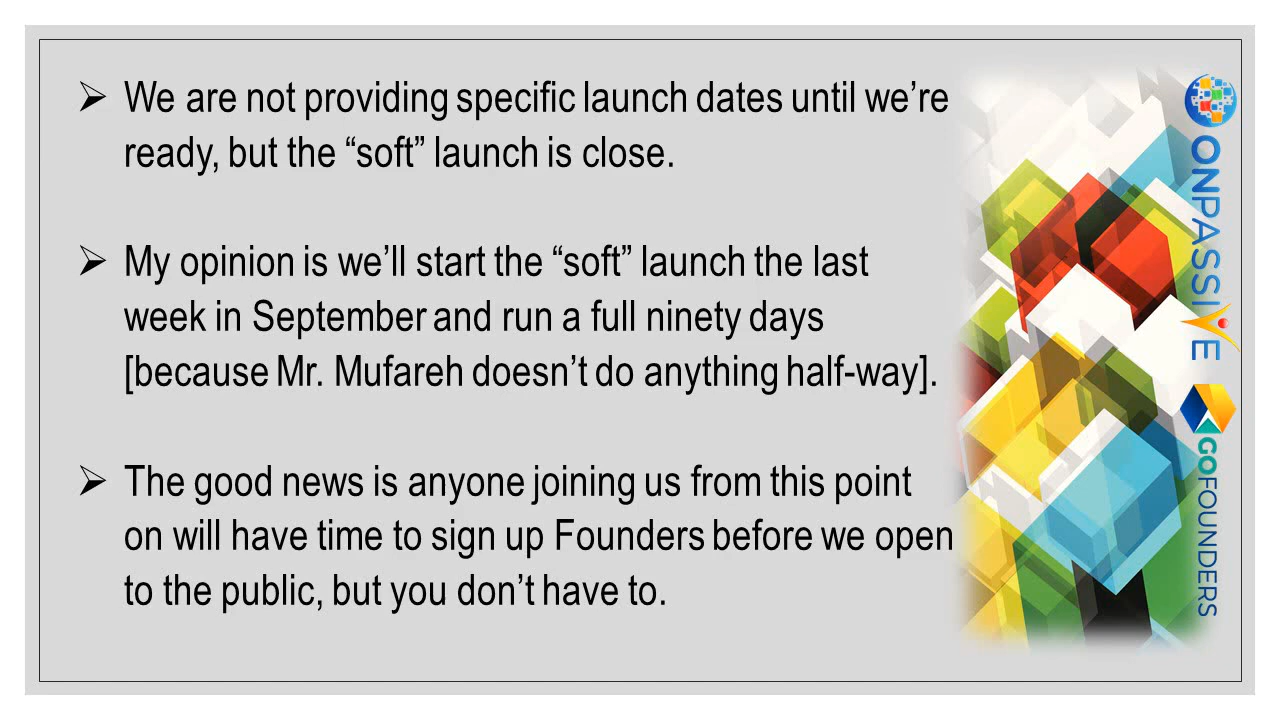 ➢ We are not providing specific launch dates until we’re
ready, but the “soft” launch is close.
➢ My opinion is we’ll start the “soft” launch the last
week in September and run a full ninety days
[because Mr. Mufareh doesn’t do anything half-way].
➢ The good news is anyone joining us from this point
on will have time to sign up Founders before we open
to the public, but you don’t have to.
ONPASSIVE
GOFOUNDERS